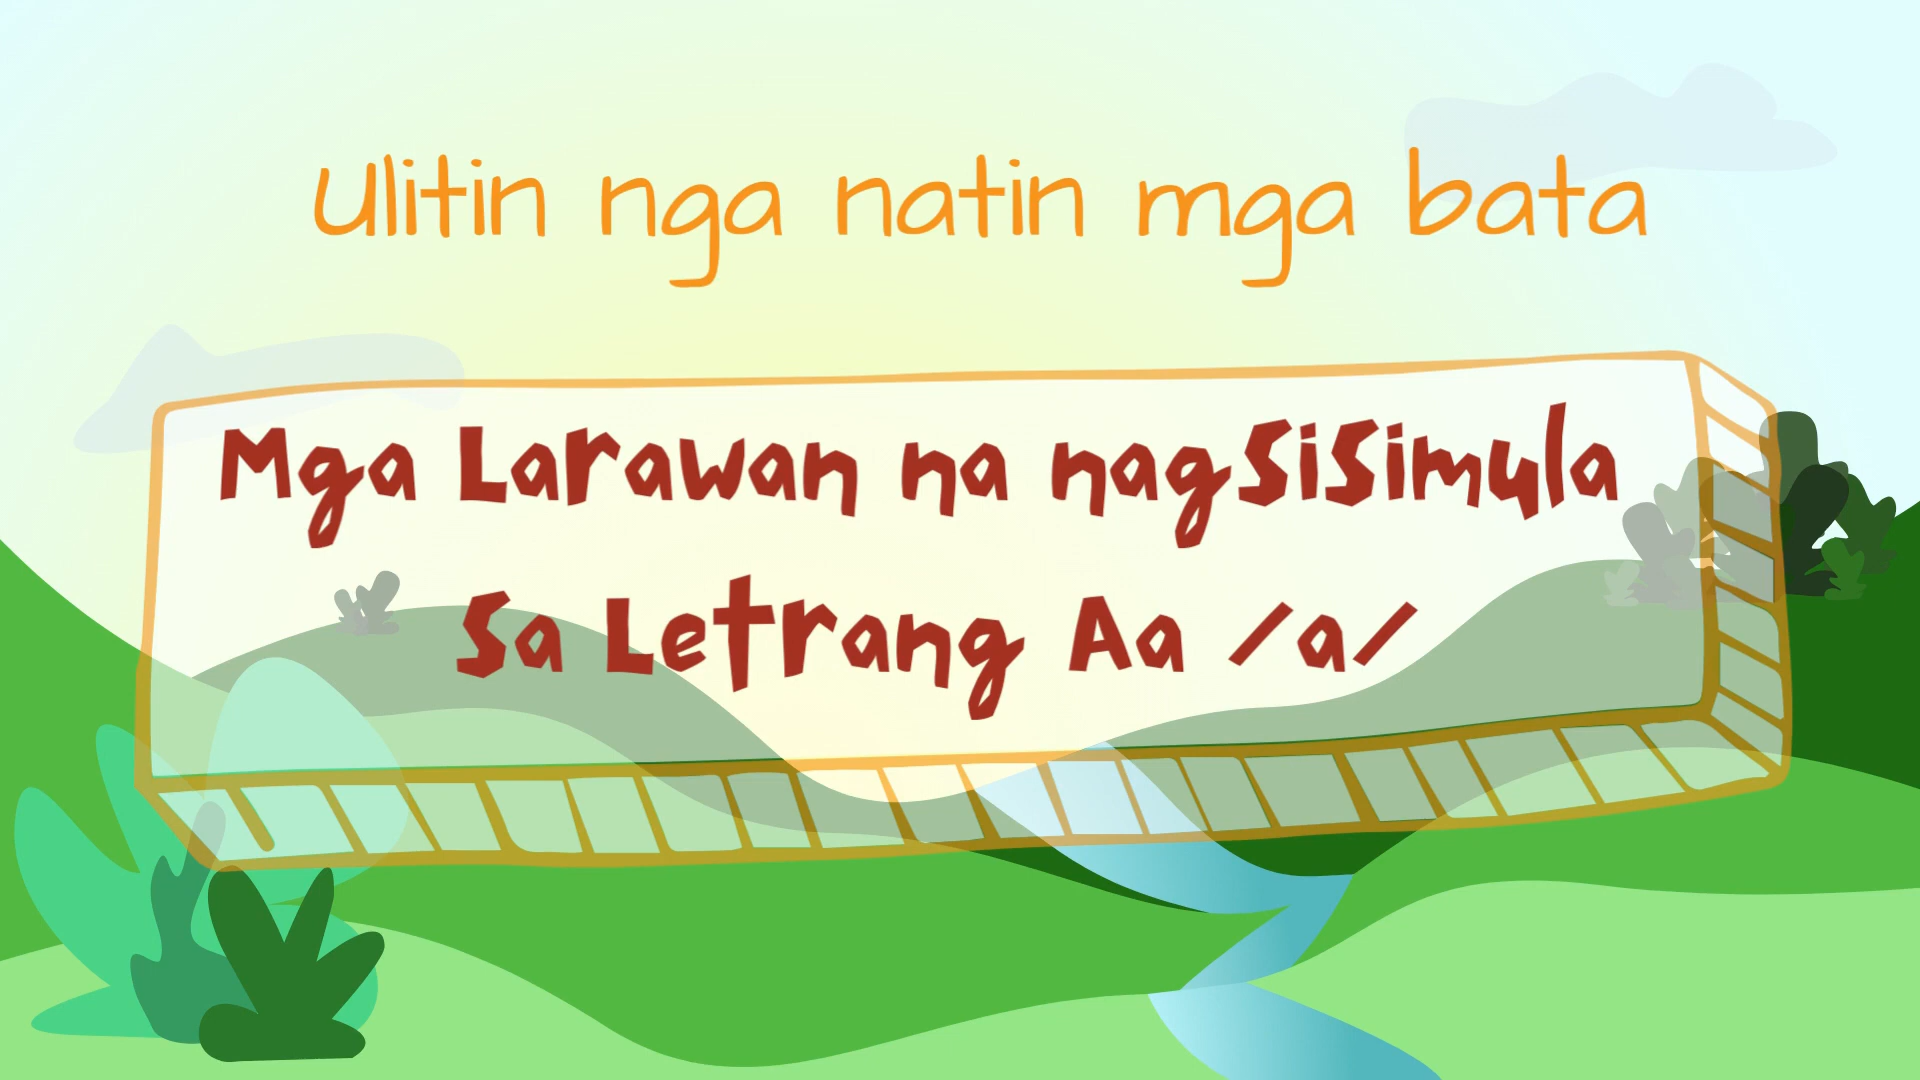 Ulitin nga natin mga bata
Mga Larawan na nagsisimula
Sa Letrang Aa /a/